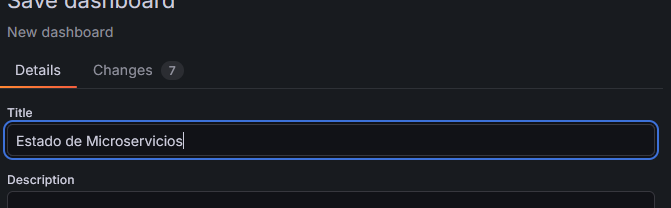 Save dashboard
New dashboard
Details Changes 7
Title
Estado de Microservicios
Description